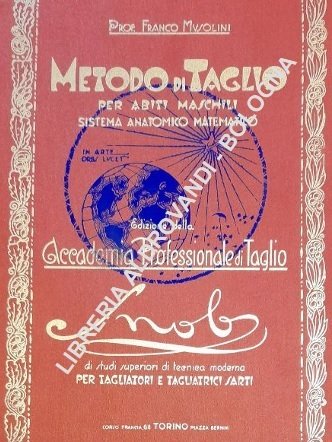 PROF. FRANCO MUSOLINI
METODO DI TAGLIO
PER ABITI MASCHILI
SISTEMA ANATOMICO MATEMATICO
IN ARTE
ORBIS LUCET
Edizione della
Accademia Professionale di Taglio
Snob
di studi superiori di tecnica moderna
PER TAGLIATORI E TAGLIATRICI SARTI
CORSO FRANCIA, 68 TORINO PIAZZA BERNINI
LIBRERIA ALDROVANDI - BOLOGNA